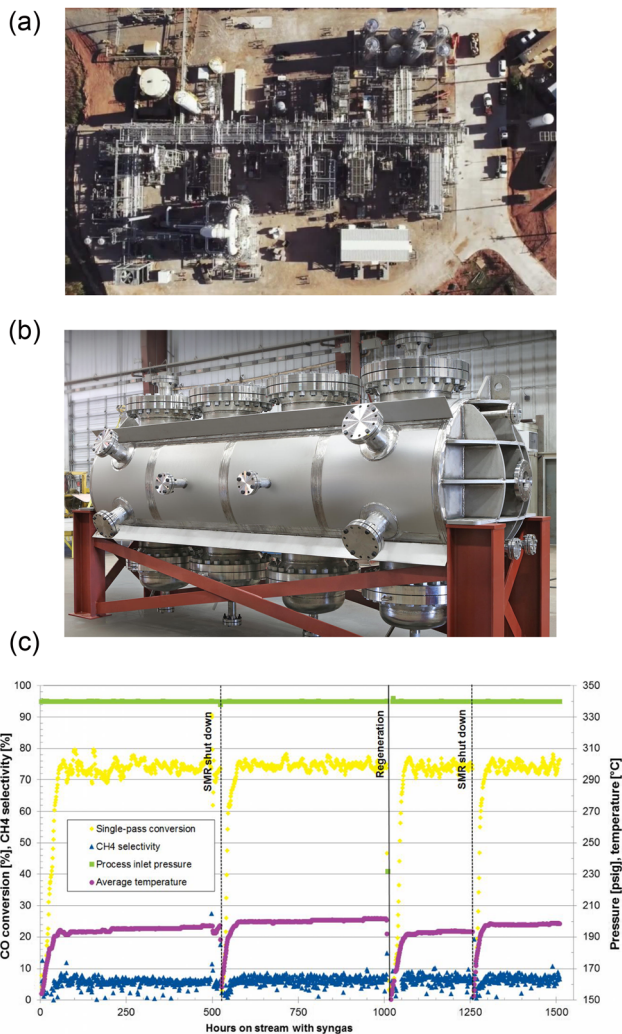 (a)
(b)
(c)
100
90
80
70
60
50
40
30
20
10
0
CO conversion [%], CH4 selectivity [%]
SMR shut down
Regeneration
SMR shut down
Single-pass conversion
CH4 selectivity
Process inlet pressure
Average temperature
350
330
310
290
270
250
230
210
190
170
150
Pressure [psig], temperature [°C]
0
250
500
750
1000
1250
1500
Hours on stream with syngas